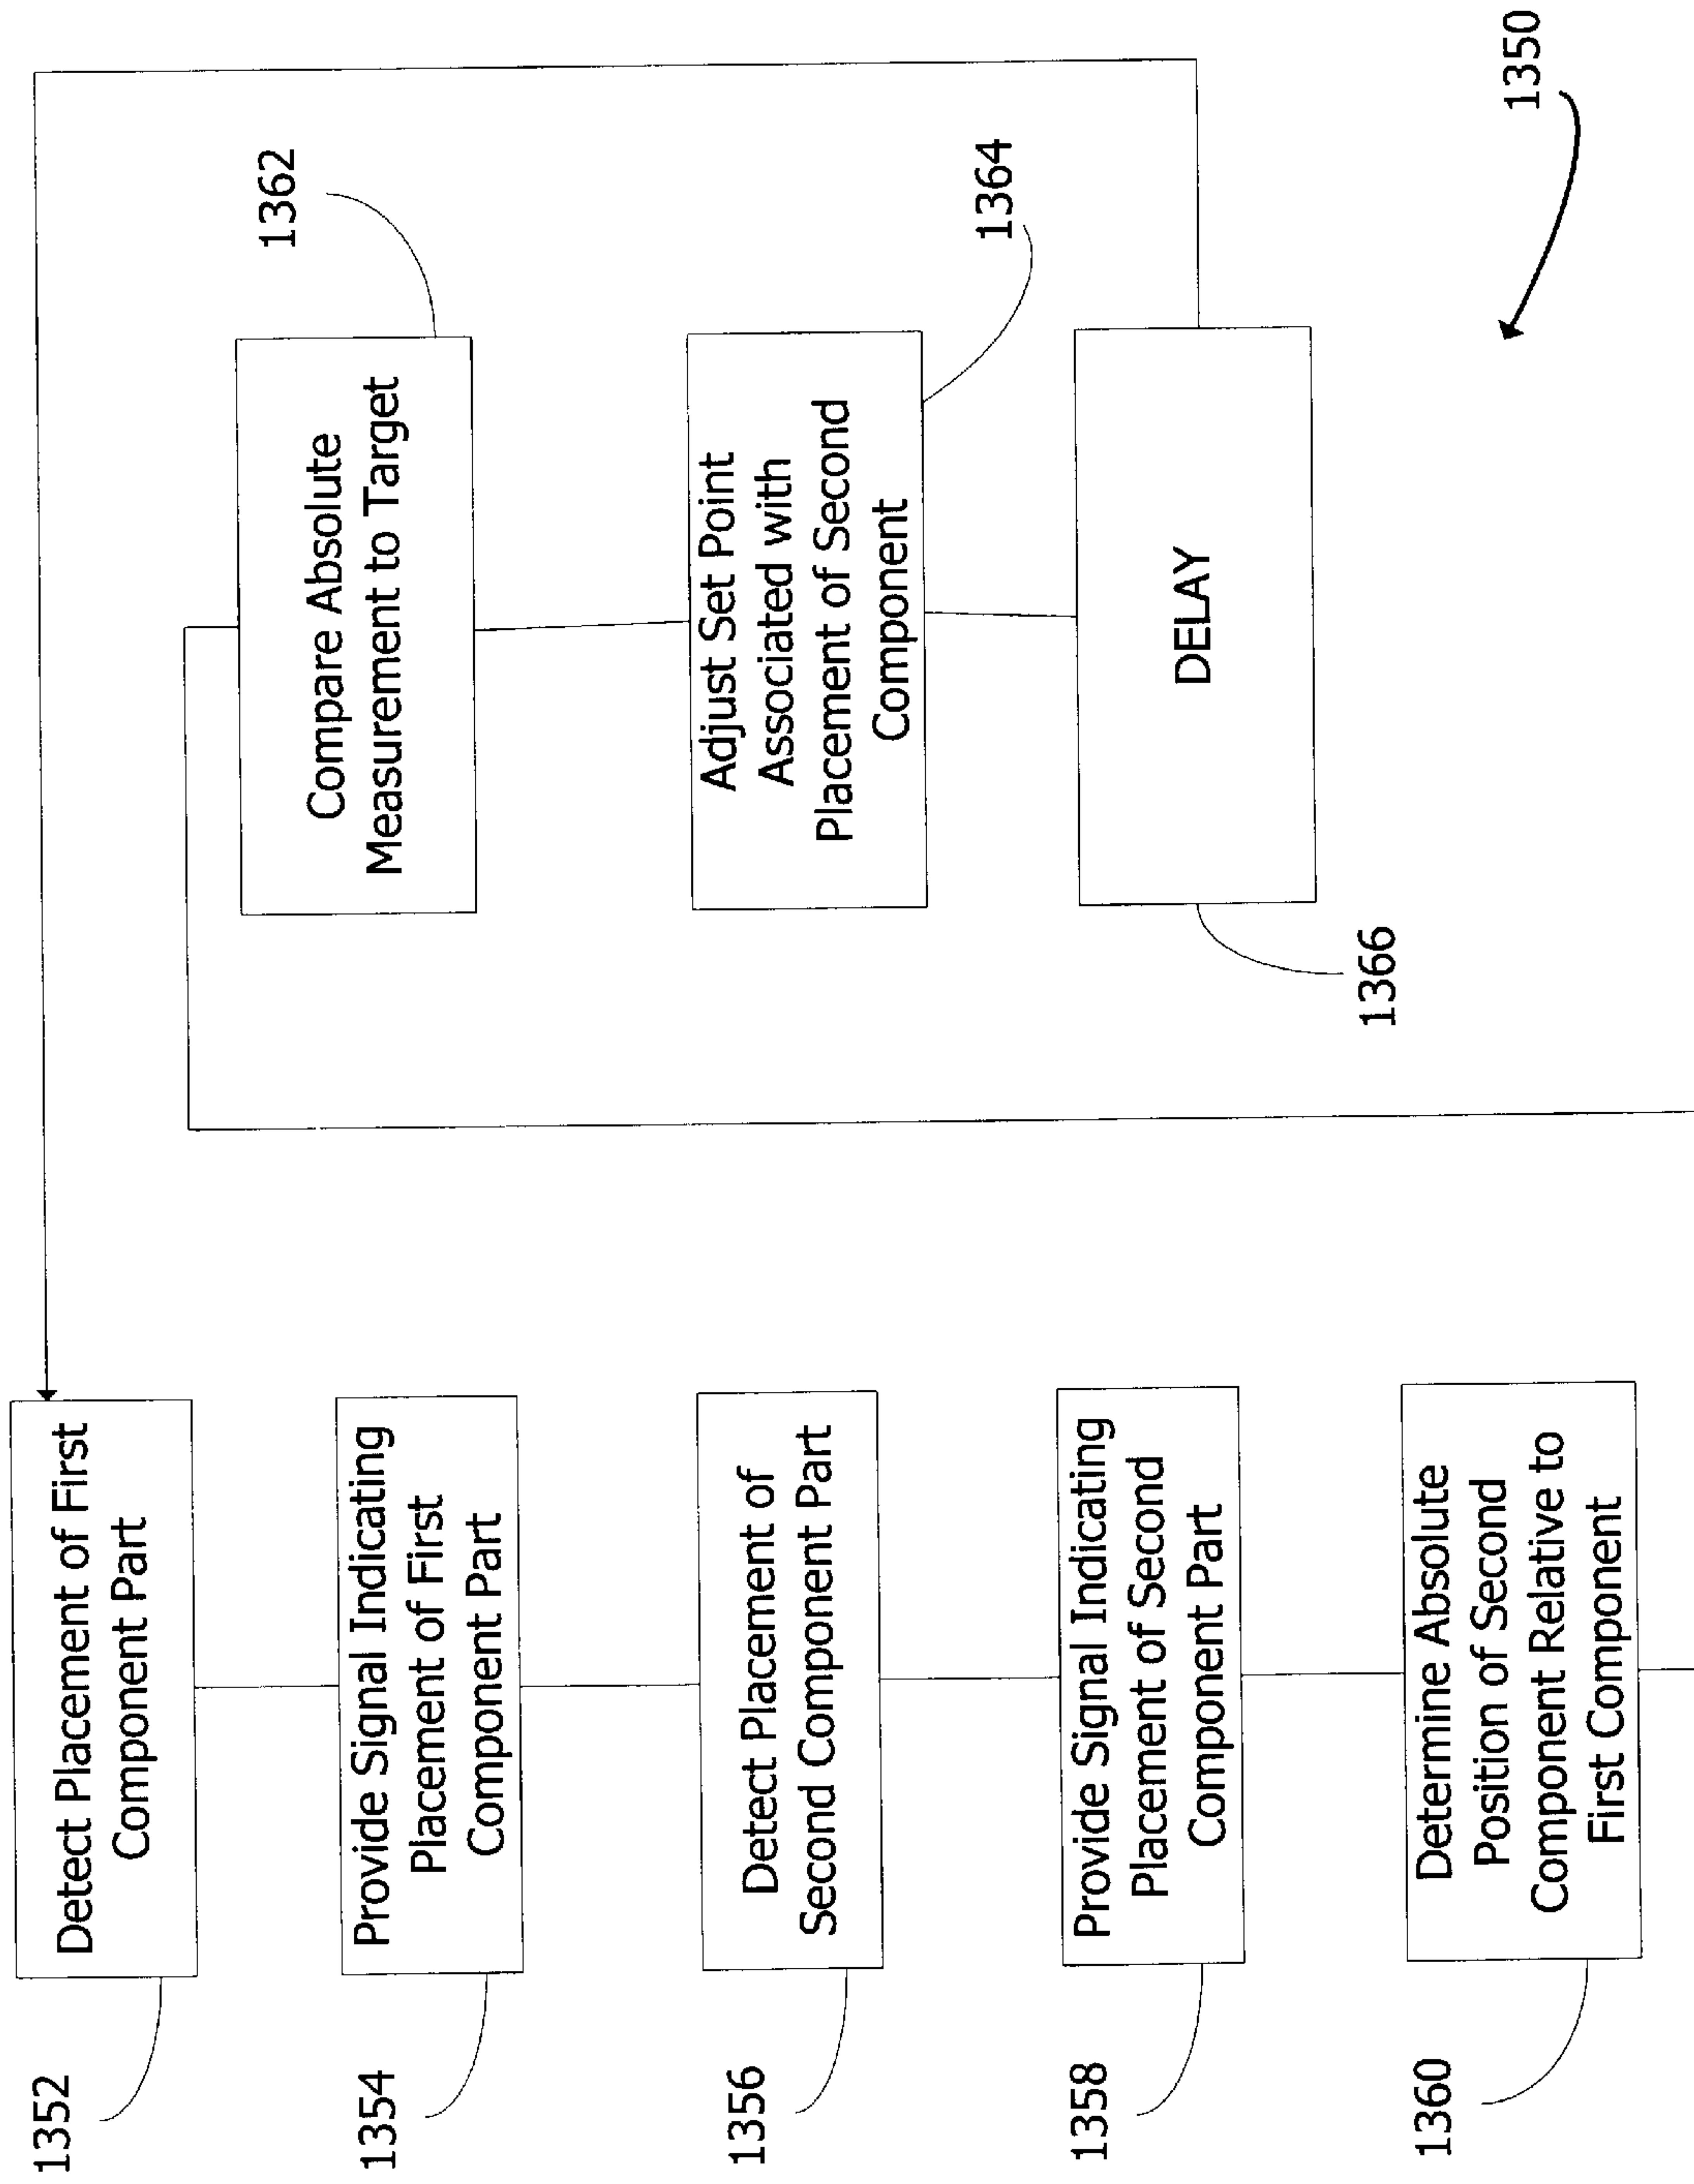 1352
Detect Placement of First
Component Part
1354
Provide Signal Indicating
Placement of First
Component Part
1356
Detect Placement of
Second Component Part
1358
Provide Signal Indicating
Placement of Second
Component Part
1360
Determine Absolute
Position of Second
Component Relative to
First Component
1362
Compare Absolute
Measurement to Target
1364
Adjust Set Point
Associated with
Placement of Second
Component
DELAY
1366
1350